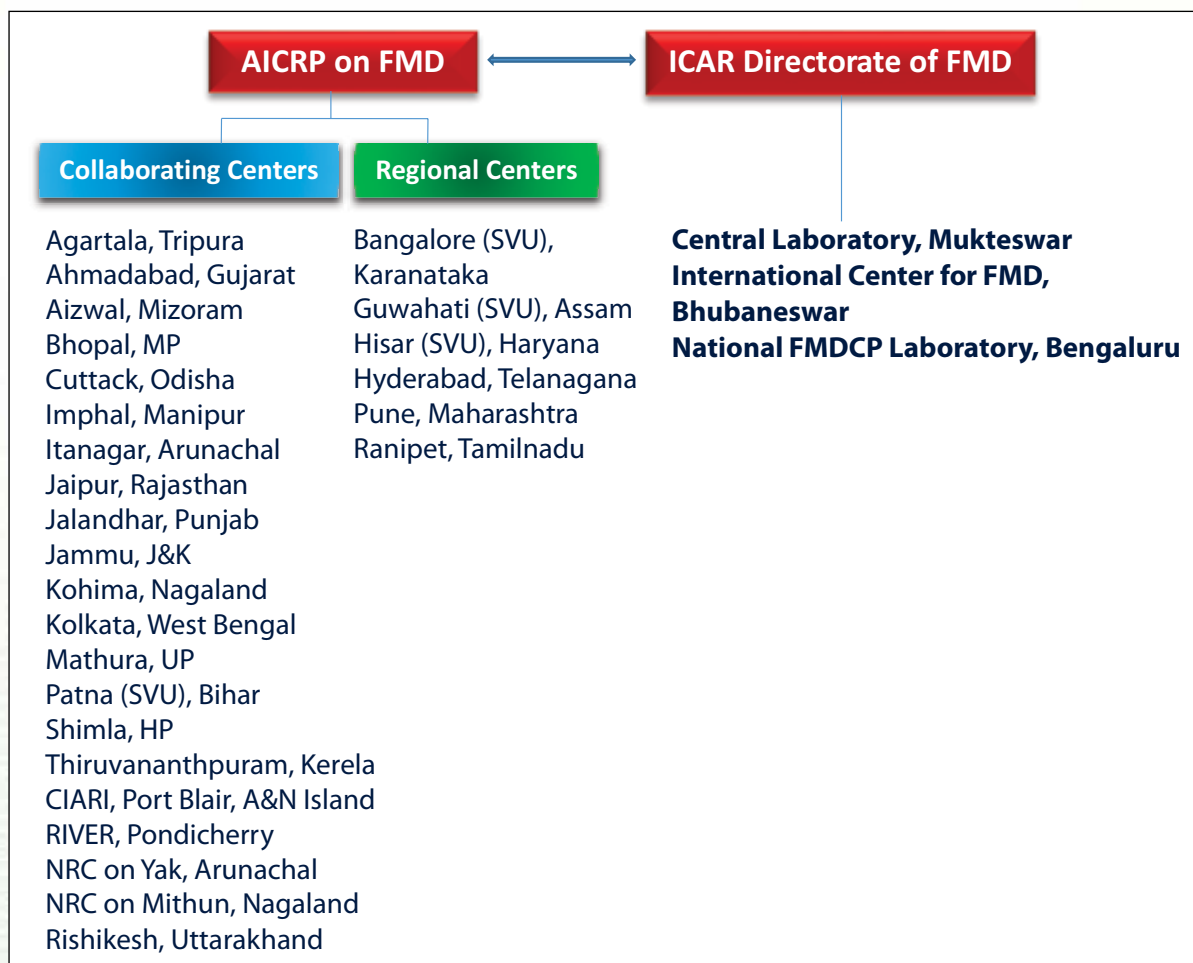 AICRP on FMD
ICAR Directorate of FMD
Collaborating Centers
Regional Centers
Agartala, Tripura
Ahmadabad, Gujarat
Aizwal, Mizoram
Bhopal, MP
Cuttack, Odisha
Imphal, Manipur
Itanagar, Arunachal
Jaipur, Rajasthan
Jalandhar, Punjab
Jammu, J&K
Kohima, Nagaland
Kolkata, West Bengal
Mathura, UP
Patna (SVU), Bihar
Shimla, HP
Thiruvananthpuram, Kerela
CIARI, Port Blair, A&N Island
RIVER, Pondicherry
NRC on Yak, Arunachal
NRC on Mithun, Nagaland
Rishikesh, Uttarakhand
Bangalore (SVU),
Karanataka
Guwahati (SVU), Assam
Hisar (SVU), Haryana
Hyderabad, Telanagana
Pune, Maharashtra
Ranipet, Tamilnadu
Central Laboratory, Mukteswar
International Center for FMD,
Bhubaneswar
National FMDCP Laboratory, Bengaluru